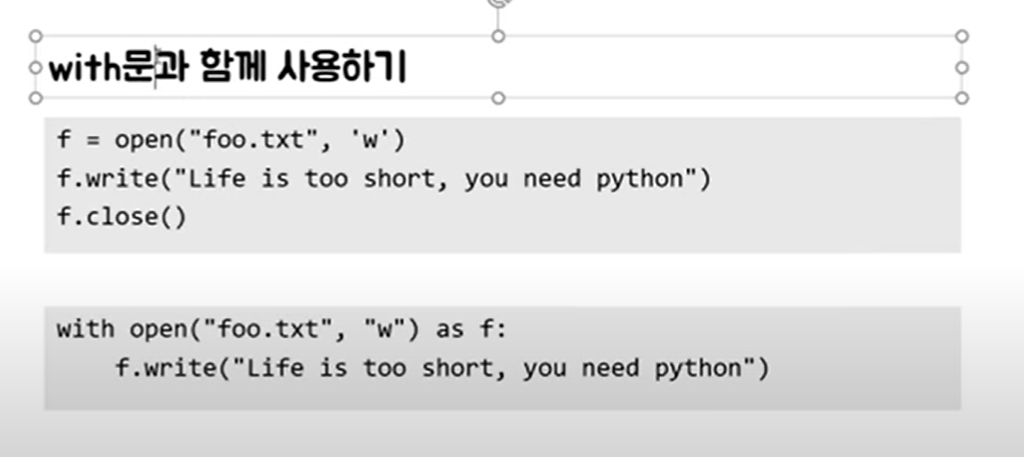 with문과 함께 사용하기
f = open("foo.txt", 'w')
f.write("Life is too short, you need python")
f.close()
with open("foo.txt", "w") as f:
    f.write("Life is too short, you need python")